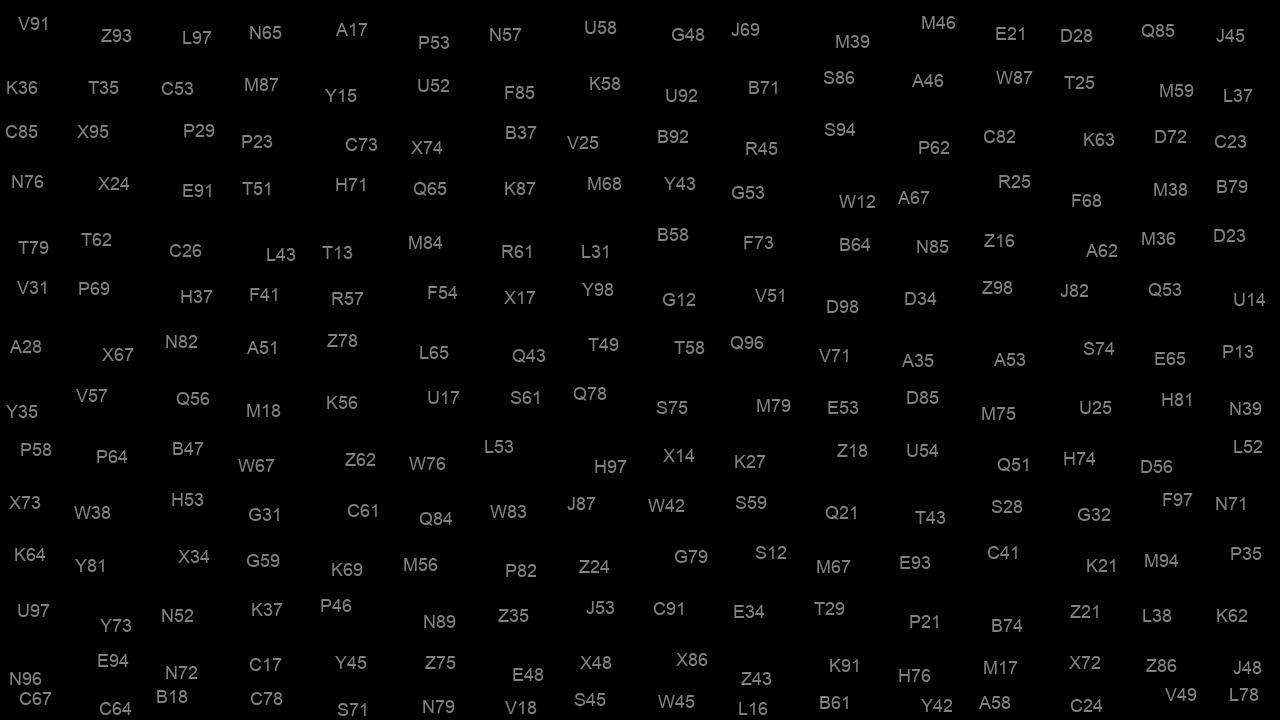 V91 Z93 L97 N65 A17 P53 N57 U58 G48 J69 M39 M46 E21 D28 Q85 J45
K36 T35 C53 M87 Y15 U52 F85 K58 U92 B71 S86 A46 W87 T25 M59 L37
C85 X95 P29 P23 C73 X74 B37 V25 B92 R45 S94 P62 C82 K63 D72 C23
N76 X24 E91 T51 H71 Q65 K87 M68 Y43 G53 W12 A67 R25 F68 M38 B79
T79 T62 C26 L43 T13 M84 R61 L31 B58 F73 B64 N85 Z16 A62 M36 D23
V31 P69 H37 F41 R57 F54 X17 Y98 G12 V51 D98 D34 Z98 J82 Q53 U14
A28 X67 N82 A51 Z78 L65 Q43 T49 T58 Q96 V71 A35 A53 S74 E65 P13
Y35 V57 Q56 M18 K56 U17 S61 Q78 S75 M79 E53 D85 M75 U25 H81 N39
P58 P64 B47 W67 Z62 W76 L53 H97 X14 K27 Z18 U54 Q51 H74 D56 L52
X73 W38 H53 G31 C61 Q84 W83 J87 W42 S59 Q21 T43 S28 G32 F97 N71
K64 Y81 X34 G59 K69 M56 P82 Z24 G79 S12 M67 E93 C41 K21 M94 P35
U97 Y73 N52 K37 P46 N89 Z35 J53 C91 E34 T29 P21 B74 Z21 L38 K62
N96 E94 N72 C17 Y45 Z75 E48 X48 X86 Z43 K91 H76 M17 X72 Z86 J48
C67 C64 B18 C78 S71 N79 V18 S45 W45 L16 B61 Y42 A58 C24 V49 L78